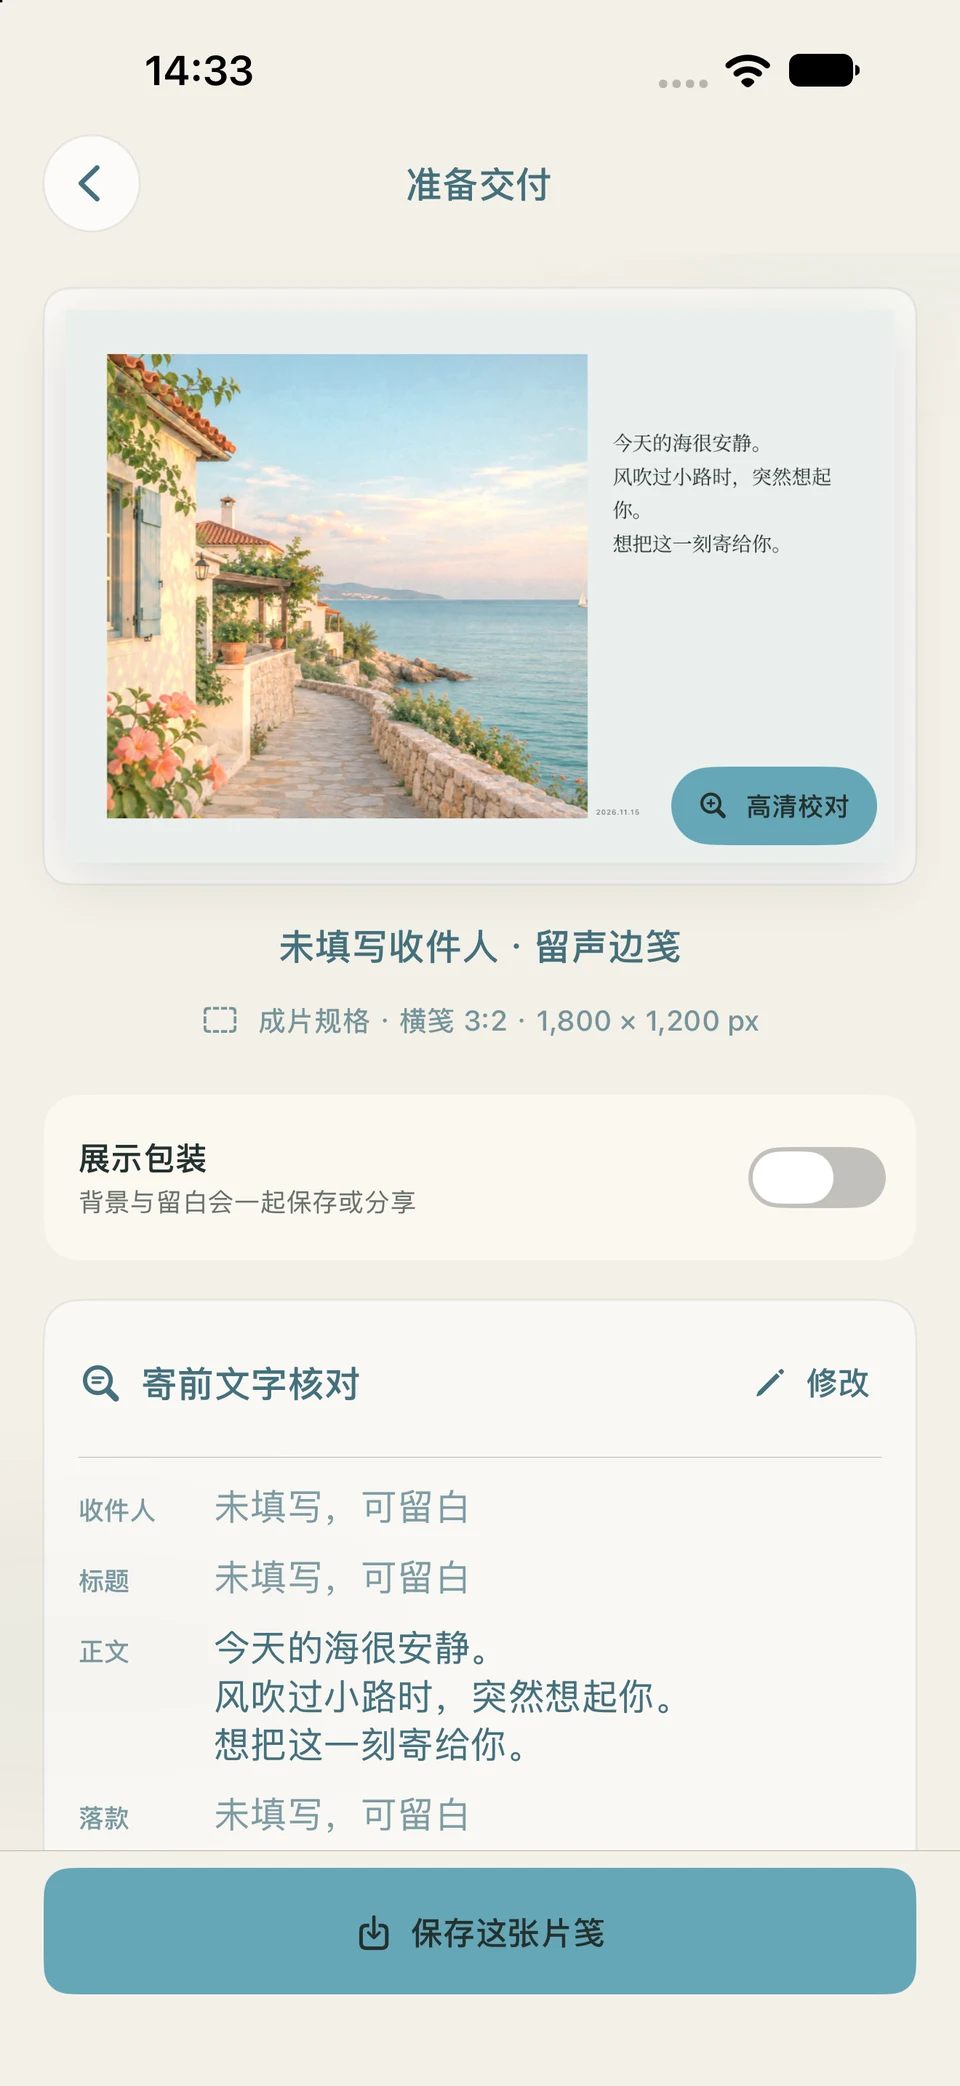 14:33
准备交付
今天的海很安静。
风吹过小路时，突然想起
你。
想把这一刻寄给你。
2026.11.15
高清校对
未填写收件人 · 留声边笺
成片规格 · 横笺 3:2 · 1,800 × 1,200 px
展示包装
背景与留白会一起保存或分享
寄前文字核对
修改
收件人 未填写，可留白
标题 未填写，可留白
正文 今天的海很安静。
风吹过小路时，突然想起你。
想把这一刻寄给你。
落款 未填写，可留白
保存这张片笺